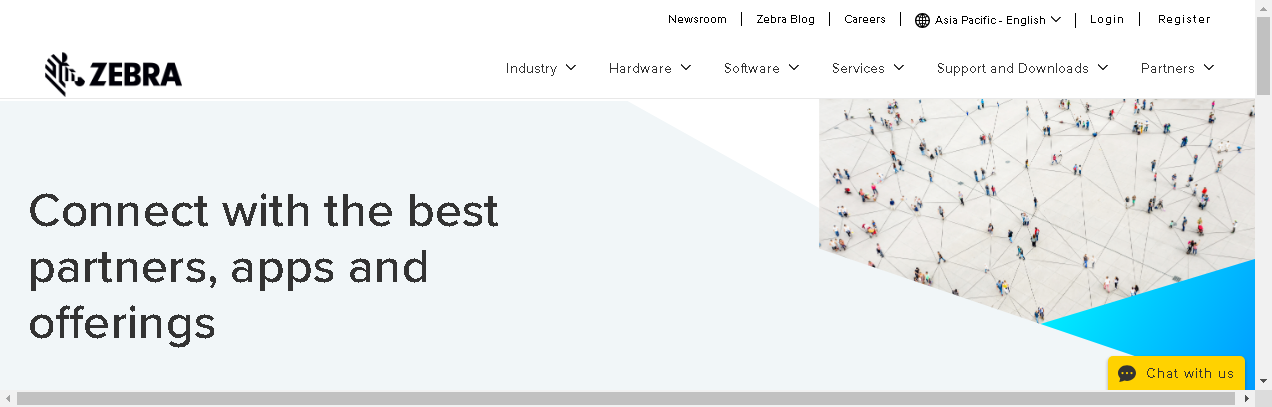 Newsroom Zebra Blog Careers Asia Pacific - English Login Register
ZEBRA
Industry Hardware Software Services Support and Downloads Partners
Connect with the best
partners, apps and
offerings
Chat with us